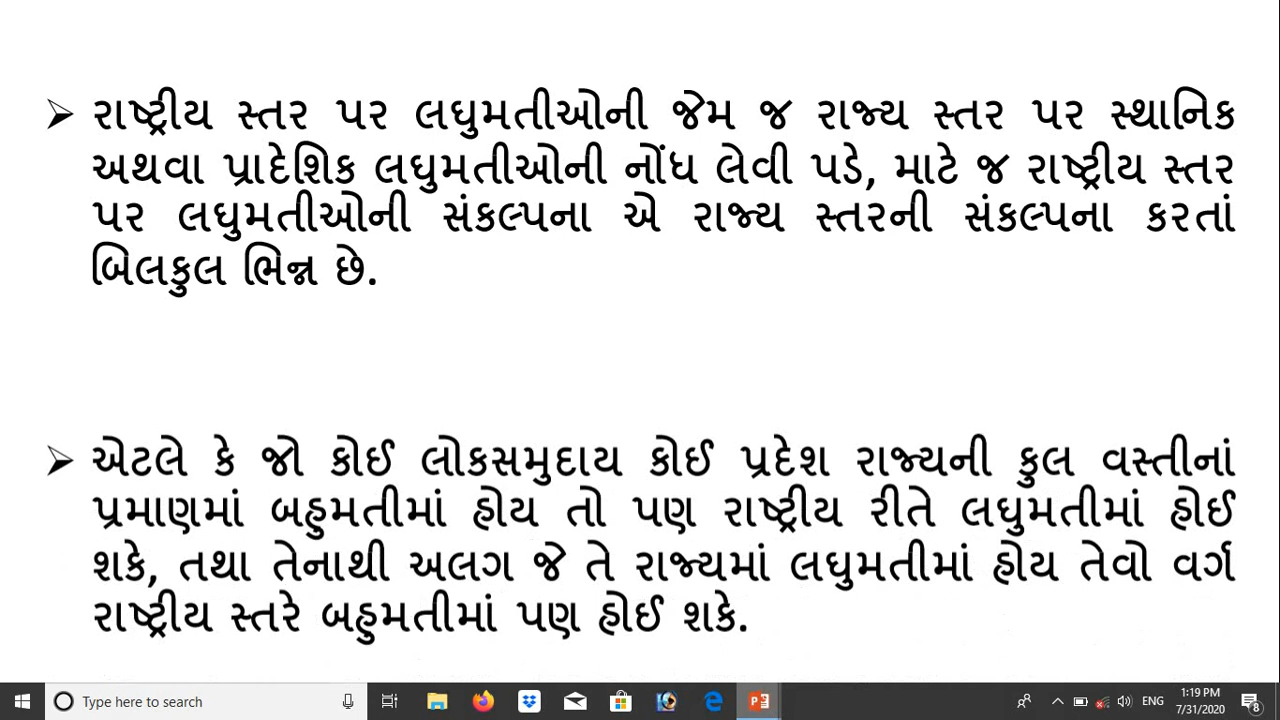 ➢ રાષ્ટ્રીય સ્તર પર લઘુમતીઓની જેમ જ રાજ્ય સ્તર પર સ્થાનિક
અથવા પ્રાદેશિક લઘુમતીઓની નોંધ લેવી પડે, માટે જ રાષ્ટ્રીય સ્તર
પર લઘુમતીઓની સંકલ્પના એ રાજ્ય સ્તરની સંકલ્પના કરતાં
બિલકુલ ભિન્ન છે.
➢ એટલે કે જો કોઈ લોકસમુદાય કોઈ પ્રદેશ રાજ્યની કુલ વસ્તીનાં
પ્રમાણમાં બહુમતીમાં હોય તો પણ રાષ્ટ્રીય રીતે લઘુમતીમાં હોઈ
શકે, તથા તેનાથી અલગ જે તે રાજ્યમાં લઘુમતીમાં હોય તેવો વર્ગ
રાષ્ટ્રીય સ્તરે બહુમતીમાં પણ હોઈ શકે.
Type here to search
ENG
1:19 PM
7/31/2020
8